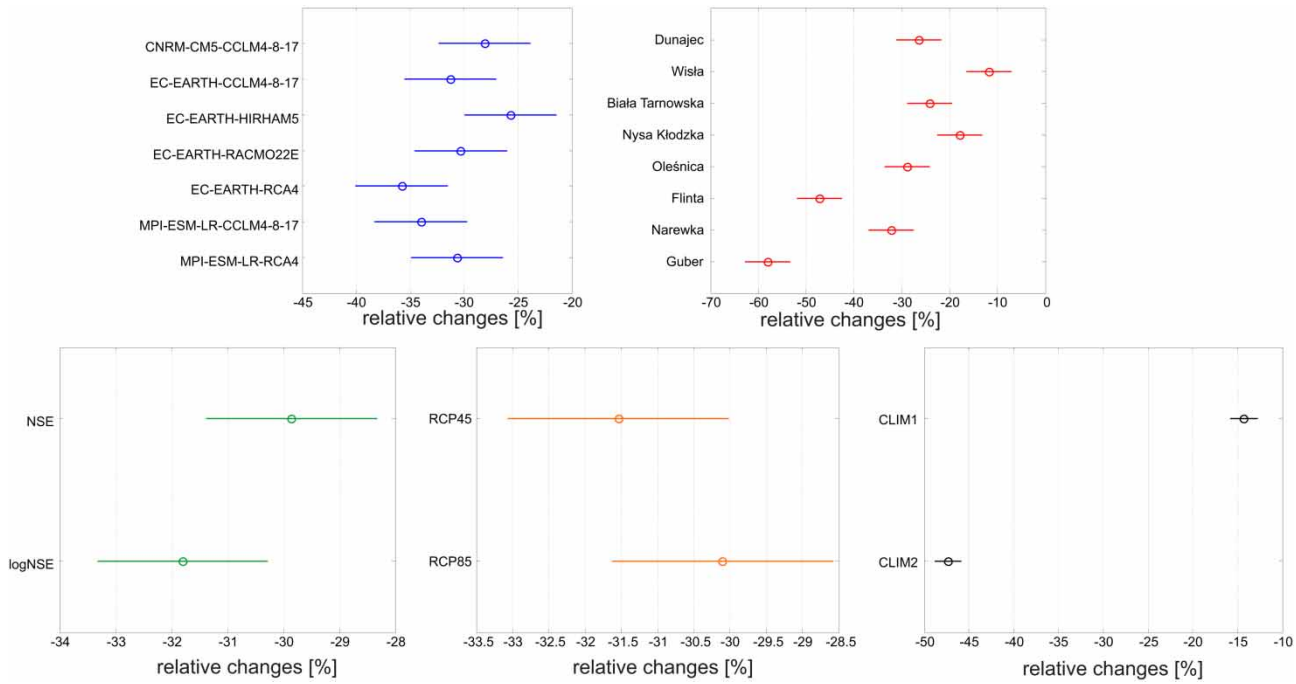 CNRM-CM5-CCLM4-8-17
EC-EARTH-CCLM4-8-17
EC-EARTH-HIRHAM5
EC-EARTH-RACMO22E
EC-EARTH-RCA4
MPI-ESM-LR-CCLM4-8-17
MPI-ESM-LR-RCA4
-45 -40 -35 -30 -25 -20
relative changes [%]
Dunajec
Wisła
Biała Tarnowska
Nysa Kłodzka
Oleśnica
Flinta
Narewka
Guber
-70 -60 -50 -40 -30 -20 -10 0
relative changes [%]
NSE
logNSE
-34 -33 -32 -31 -30 -29 -28
relative changes [%]
RCP45
RCP85
-33.5 -33 -32.5 -32 -31.5 -31 -30.5 -30 -29.5 -29 -28.5
relative changes [%]
CLIM1
CLIM2
-50 -45 -40 -35 -30 -25 -20 -15 -10
relative changes [%]